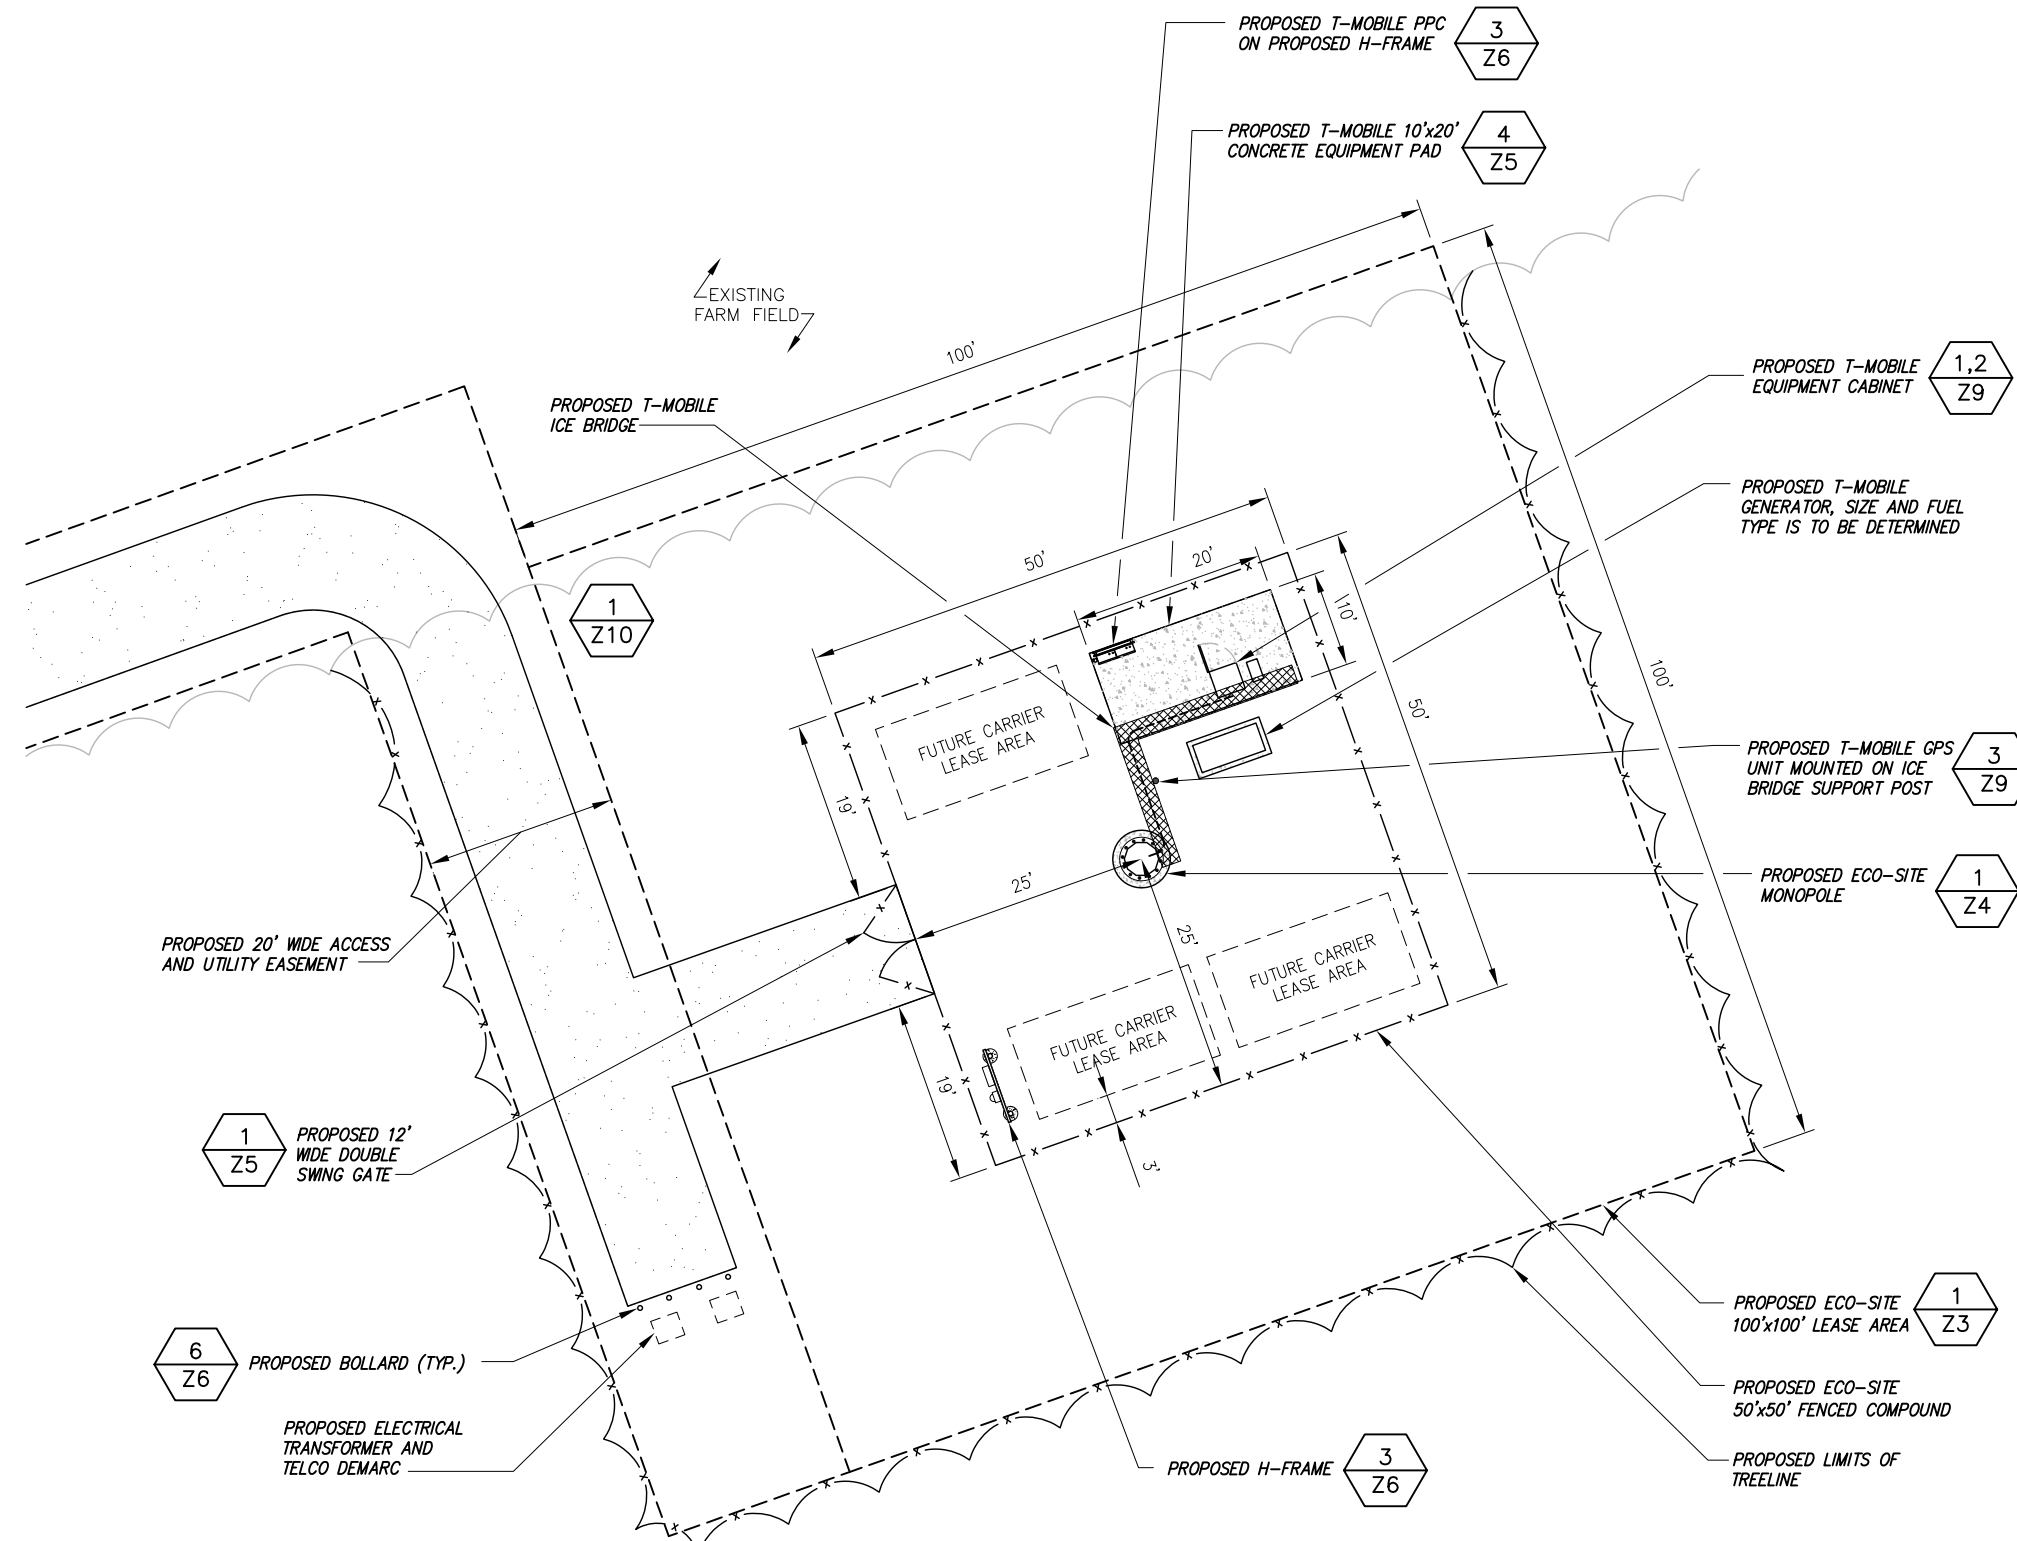 PROPOSED T-MOBILE PPC
ON PROPOSED H-FRAME
3
Z6
PROPOSED T-MOBILE 10'x20'
CONCRETE EQUIPMENT PAD
4
Z5
EXISTING
FARM FIELD
100'
PROPOSED T-MOBILE
ICE BRIDGE
PROPOSED T-MOBILE
EQUIPMENT CABINET
1,2
Z9
PROPOSED T-MOBILE
GENERATOR, SIZE AND FUEL
TYPE IS TO BE DETERMINED
50'
20'
10'
1
Z10
FUTURE CARRIER
LEASE AREA
50'
100'
PROPOSED T-MOBILE GPS
UNIT MOUNTED ON ICE
BRIDGE SUPPORT POST
3
Z9
19'
25'
PROPOSED ECO-SITE
MONOPOLE
1
Z4
PROPOSED 20' WIDE ACCESS
AND UTILITY EASEMENT
25'
FUTURE CARRIER
LEASE AREA
FUTURE CARRIER
LEASE AREA
19'
3'
1
Z5
PROPOSED 12'
WIDE DOUBLE
SWING GATE
PROPOSED ECO-SITE
100'x100' LEASE AREA
1
Z3
6
Z6
PROPOSED BOLLARD (TYP.)
PROPOSED ECO-SITE
50'x50' FENCED COMPOUND
PROPOSED ELECTRICAL
TRANSFORMER AND
TELCO DEMARC
PROPOSED H-FRAME
3
Z6
PROPOSED LIMITS OF
TREELINE
x x x x x x x x x x x x x x x x x x x x x x x x x x x x x x x x x x x x x x x x x x x x x x x x x x x x x x x x x x x x